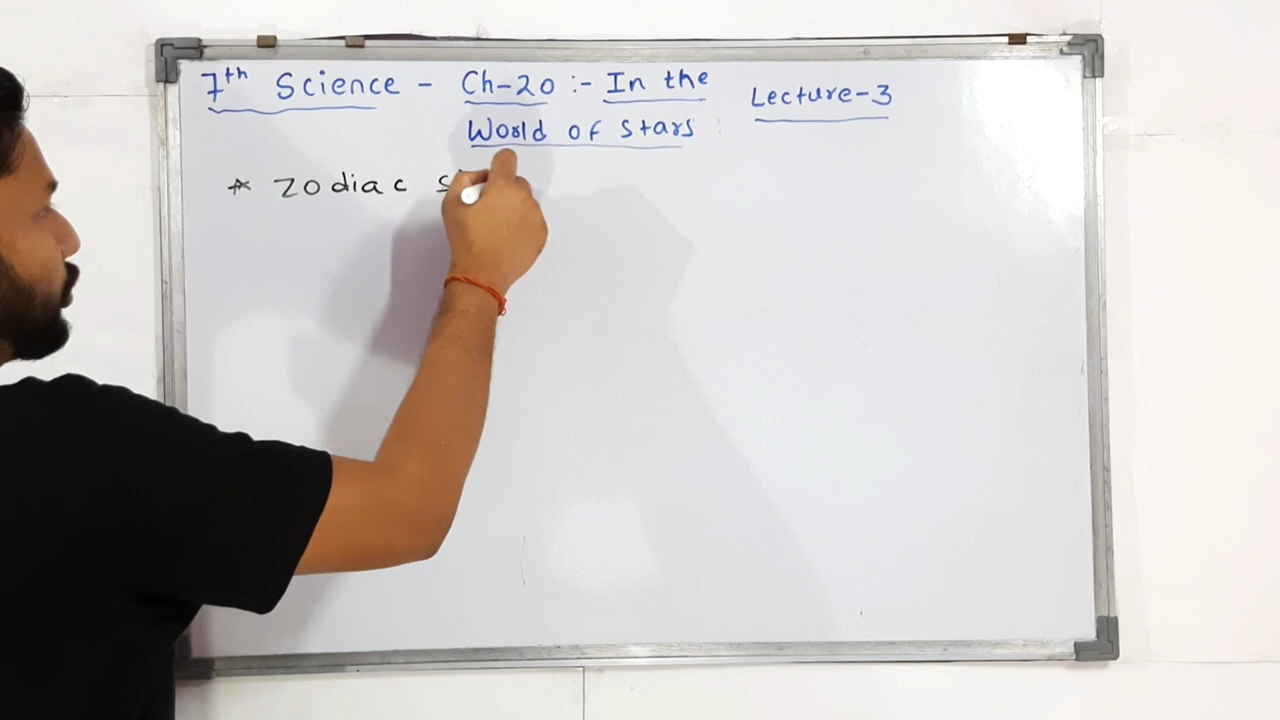 7th Science - Ch-20 :- In the
World of Stars
Lecture-3
* Zodiac s